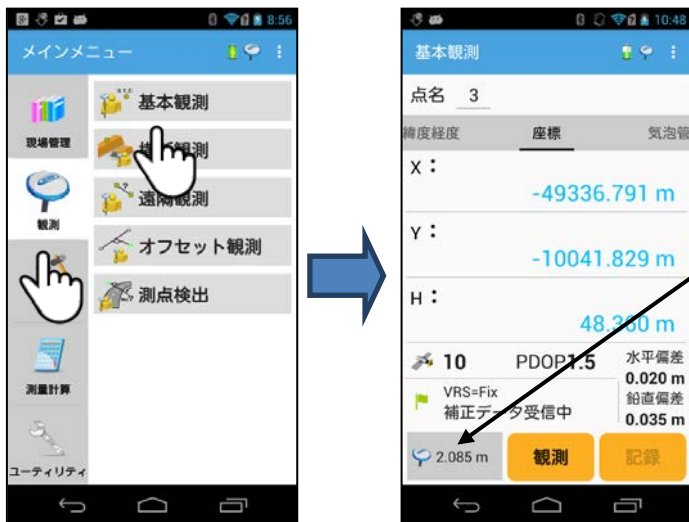 8:56
メインメニュー
現場管理
観測
測量計算
ユーティリティ
基本観測
観測
遠隔観測
オフセット観測
測点検出
10:48
基本観測
点名 3
緯度経度 座標 気泡管
X：
-49336.791 m
Y：
-10041.829 m
H：
48.360 m
10 PDOP1.5
水平偏差
0.020 m
鉛直偏差
0.035 m
VRS=Fix
補正データ受信中
2.085 m 観測 記録